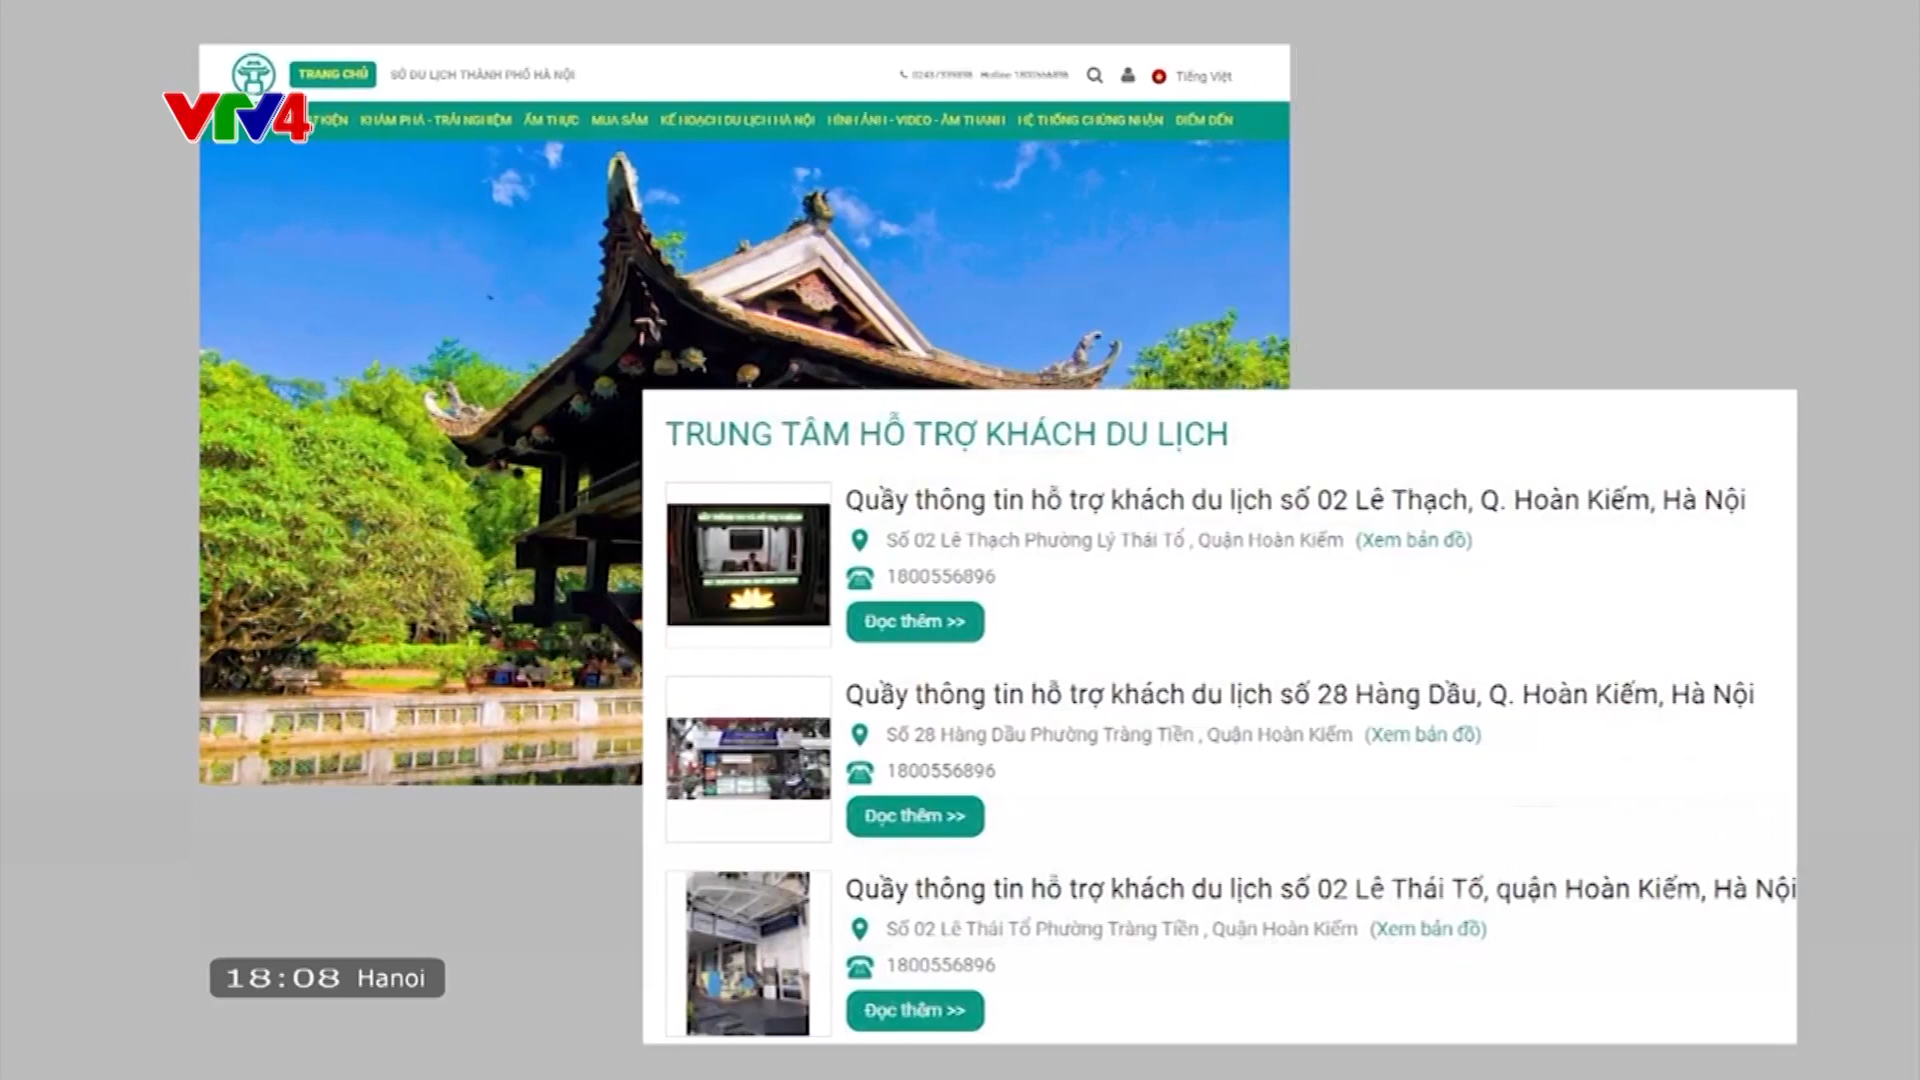 TRANG CHỦ
SỞ DU LỊCH THÀNH PHỐ HÀ NỘI
Hotline: 1800556896
Tiếng Việt
VTV4
KHÁM PHÁ - TRẢI NGHIỆM
ẨM THỰC
MUA SẮM
KẾ HOẠCH DU LỊCH HÀ NỘI
HÌNH ẢNH - VIDEO - ÂM THANH
HỆ THỐNG CHỨNG NHẬN
ĐIỂM ĐẾN
TRUNG TÂM HỖ TRỢ KHÁCH DU LỊCH
Quầy thông tin hỗ trợ khách du lịch số 02 Lê Thạch, Q. Hoàn Kiếm, Hà Nội
Số 02 Lê Thạch Phường Lý Thái Tổ , Quận Hoàn Kiếm (Xem bản đồ)
1800556896
Đọc thêm >>
Quầy thông tin hỗ trợ khách du lịch số 28 Hàng Dầu, Q. Hoàn Kiếm, Hà Nội
Số 28 Hàng Dầu Phường Tràng Tiền , Quận Hoàn Kiếm (Xem bản đồ)
1800556896
Đọc thêm >>
Quầy thông tin hỗ trợ khách du lịch số 02 Lê Thái Tổ, quận Hoàn Kiếm, Hà Nội
Số 02 Lê Thái Tổ Phường Tràng Tiền , Quận Hoàn Kiếm (Xem bản đồ)
1800556896
Đọc thêm >>
18:08 Hanoi